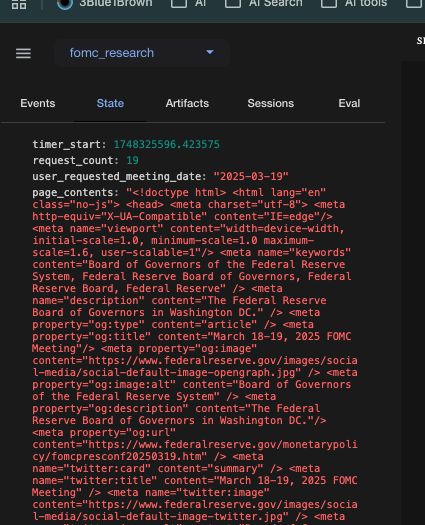 3Blue1Brown AI AI Search AI tools
fomc_research
Events State Artifacts Sessions Eval
timer_start: 1748325596.423575
request_count: 19
user_requested_meeting_date: "2025-03-19"
page_contents: "<!doctype html> <html lang="en"
class="no-js"> <head> <meta charset="utf-8"> <meta
http-equiv="X-UA-Compatible" content="IE=edge"/>
<meta name="viewport" content="width=device-width,
initial-scale=1.0, minimum-scale=1.0 maximum-
scale=1.6, user-scalable=1"/> <meta name="keywords"
content="Board of Governors of the Federal Reserve
System, Federal Reserve Board of Governors, Federal
Reserve Board, Federal Reserve" /> <meta
name="description" content="The Federal Reserve
Board of Governors in Washington DC." /> <meta
property="og:type" content="article" /> <meta
property="og:title" content="March 18-19, 2025 FOMC
Meeting"/> <meta property="og:image"
content="https://www.federalreserve.gov/images/socia
l-media/social-default-image-opengraph.jpg" /> <meta
property="og:image:alt" content="Board of Governors
of the Federal Reserve System" /> <meta
property="og:description" content="The Federal
Reserve Board of Governors in Washington DC."/>
<meta property="og:url"
content="https://www.federalreserve.gov/monetarypoli
cy/fomcpresconf20250319.htm" /> <meta
name="twitter:card" content="summary" /> <meta
name="twitter:title" content="March 18-19, 2025 FOMC
Meeting" /> <meta name="twitter:image"
content="https://www.federalreserve.gov/images/socia
l-media/social-default-image-twitter.jpg" /> <meta